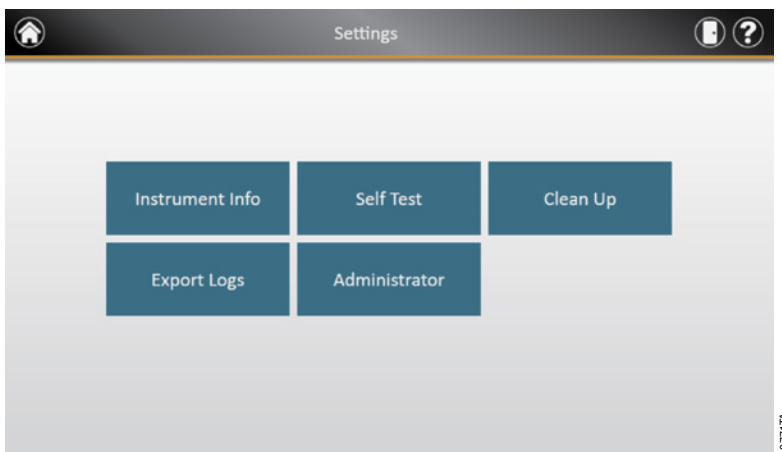 Settings
?
Instrument Info
Self Test
Clean Up
Export Logs
Administrator